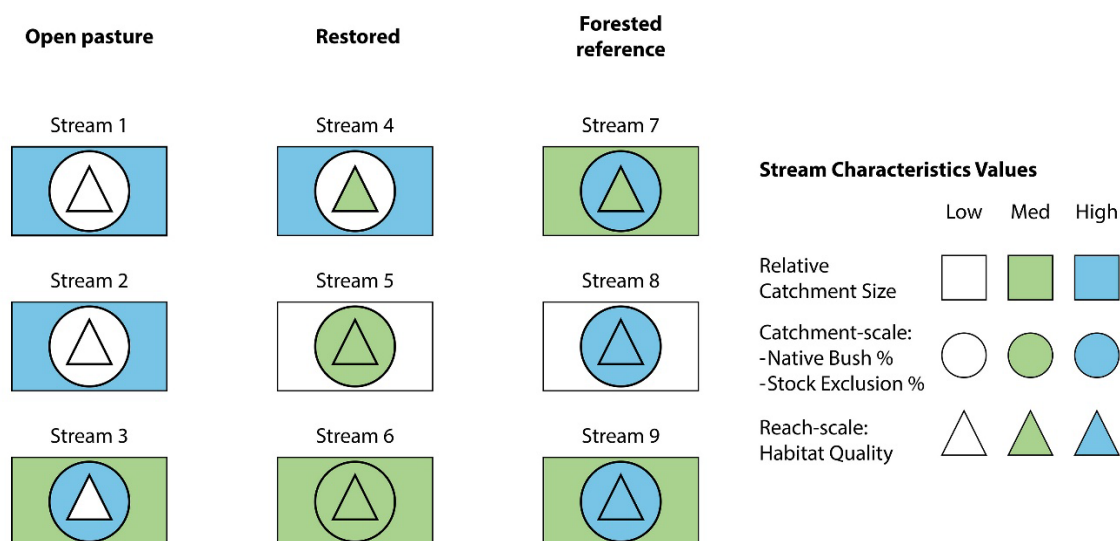 Open pasture
Restored
Forested
reference
Stream 1
Stream 4
Stream 7
Stream 2
Stream 5
Stream 8
Stream 3
Stream 6
Stream 9
Stream Characteristics Values
Low
Med
High
Relative
Catchment Size
Catchment-scale:
-Native Bush %
-Stock Exclusion %
Reach-scale:
Habitat Quality